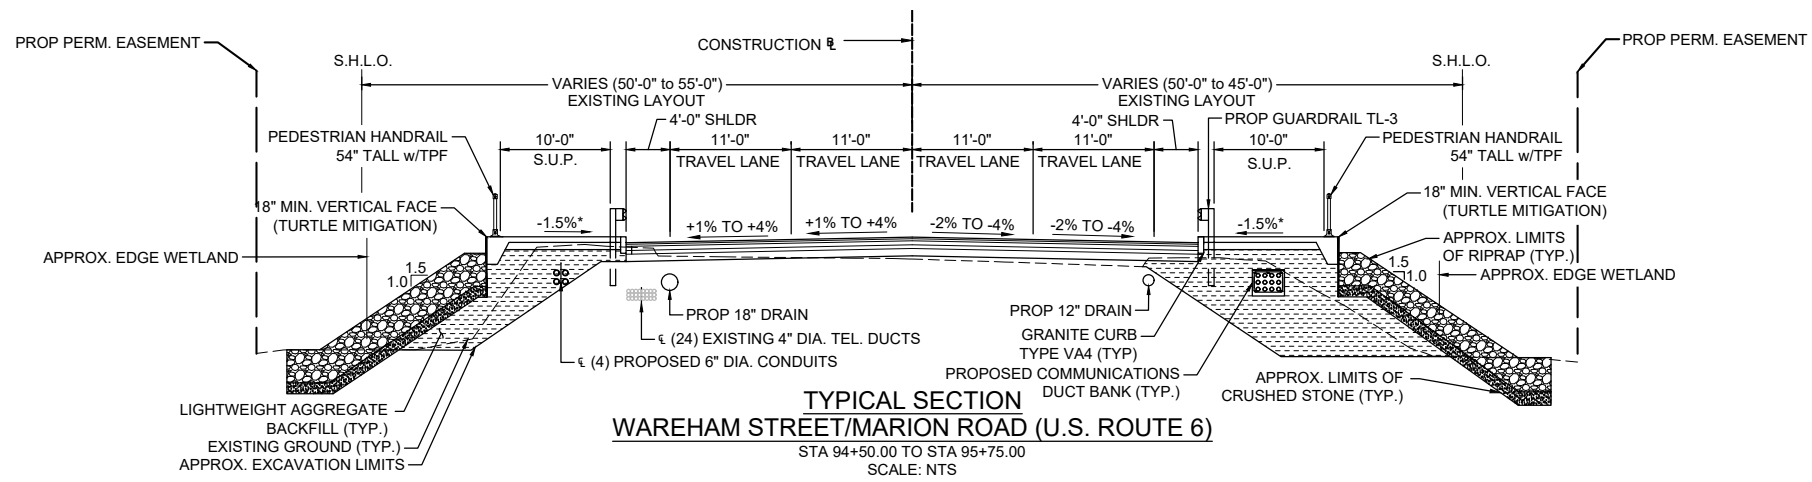 PROP PERM. EASEMENT
CONSTRUCTION ℄
PROP PERM. EASEMENT
S.H.L.O.
S.H.L.O.
VARIES (50'-0" to 55'-0")
EXISTING LAYOUT
VARIES (50'-0" to 45'-0")
EXISTING LAYOUT
4'-0" SHLDR
4'-0" SHLDR
PROP GUARDRAIL TL-3
PEDESTRIAN HANDRAIL
54" TALL w/TPF
10'-0"
S.U.P.
11'-0"
TRAVEL LANE
11'-0"
TRAVEL LANE
11'-0"
TRAVEL LANE
11'-0"
TRAVEL LANE
10'-0"
S.U.P.
PEDESTRIAN HANDRAIL
54" TALL w/TPF
18" MIN. VERTICAL FACE
(TURTLE MITIGATION)
18" MIN. VERTICAL FACE
(TURTLE MITIGATION)
-1.5%*
+1% TO +4%
+1% TO +4%
-2% TO -4%
-2% TO -4%
-1.5%*
APPROX. EDGE WETLAND
1.5
1.0
APPROX. LIMITS
OF RIPRAP (TYP.)
1.5
1.0
APPROX. EDGE WETLAND
PROP 18" DRAIN
℄ (24) EXISTING 4" DIA. TEL. DUCTS
℄ (4) PROPOSED 6" DIA. CONDUITS
PROP 12" DRAIN
GRANITE CURB
TYPE VA4 (TYP)
PROPOSED COMMUNICATIONS
DUCT BANK (TYP.)
APPROX. LIMITS OF
CRUSHED STONE (TYP.)
LIGHTWEIGHT AGGREGATE
BACKFILL (TYP.)
EXISTING GROUND (TYP.)
APPROX. EXCAVATION LIMITS
TYPICAL SECTION
WAREHAM STREET/MARION ROAD (U.S. ROUTE 6)
STA 94+50.00 TO STA 95+75.00
SCALE: NTS